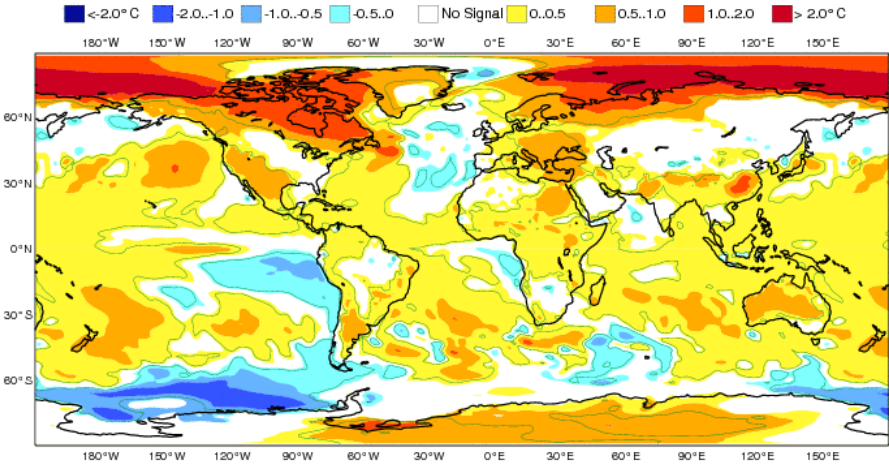 <-2.0°C -2.0..-1.0 -1.0..-0.5 -0.5..0 No Signal 0..0.5 0.5..1.0 1.0..2.0 > 2.0°C
180°W 150°W 120°W 90°W 60°W 30°W 0°E 30°E 60°E 90°E 120°E 150°E
60°N
30°N
0°N
30°S
60°S
180°W 150°W 120°W 90°W 60°W 30°W 0°E 30°E 60°E 90°E 120°E 150°E